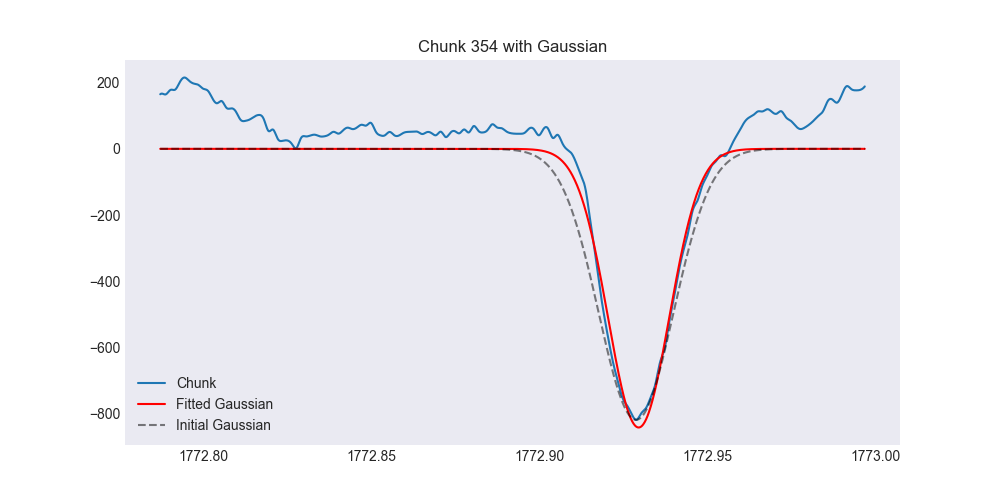 Chunk 354 with Gaussian
200
0
−200
−400
−600
−800
Chunk
Fitted Gaussian
Initial Gaussian
1772.80 1772.85 1772.90 1772.95 1773.00